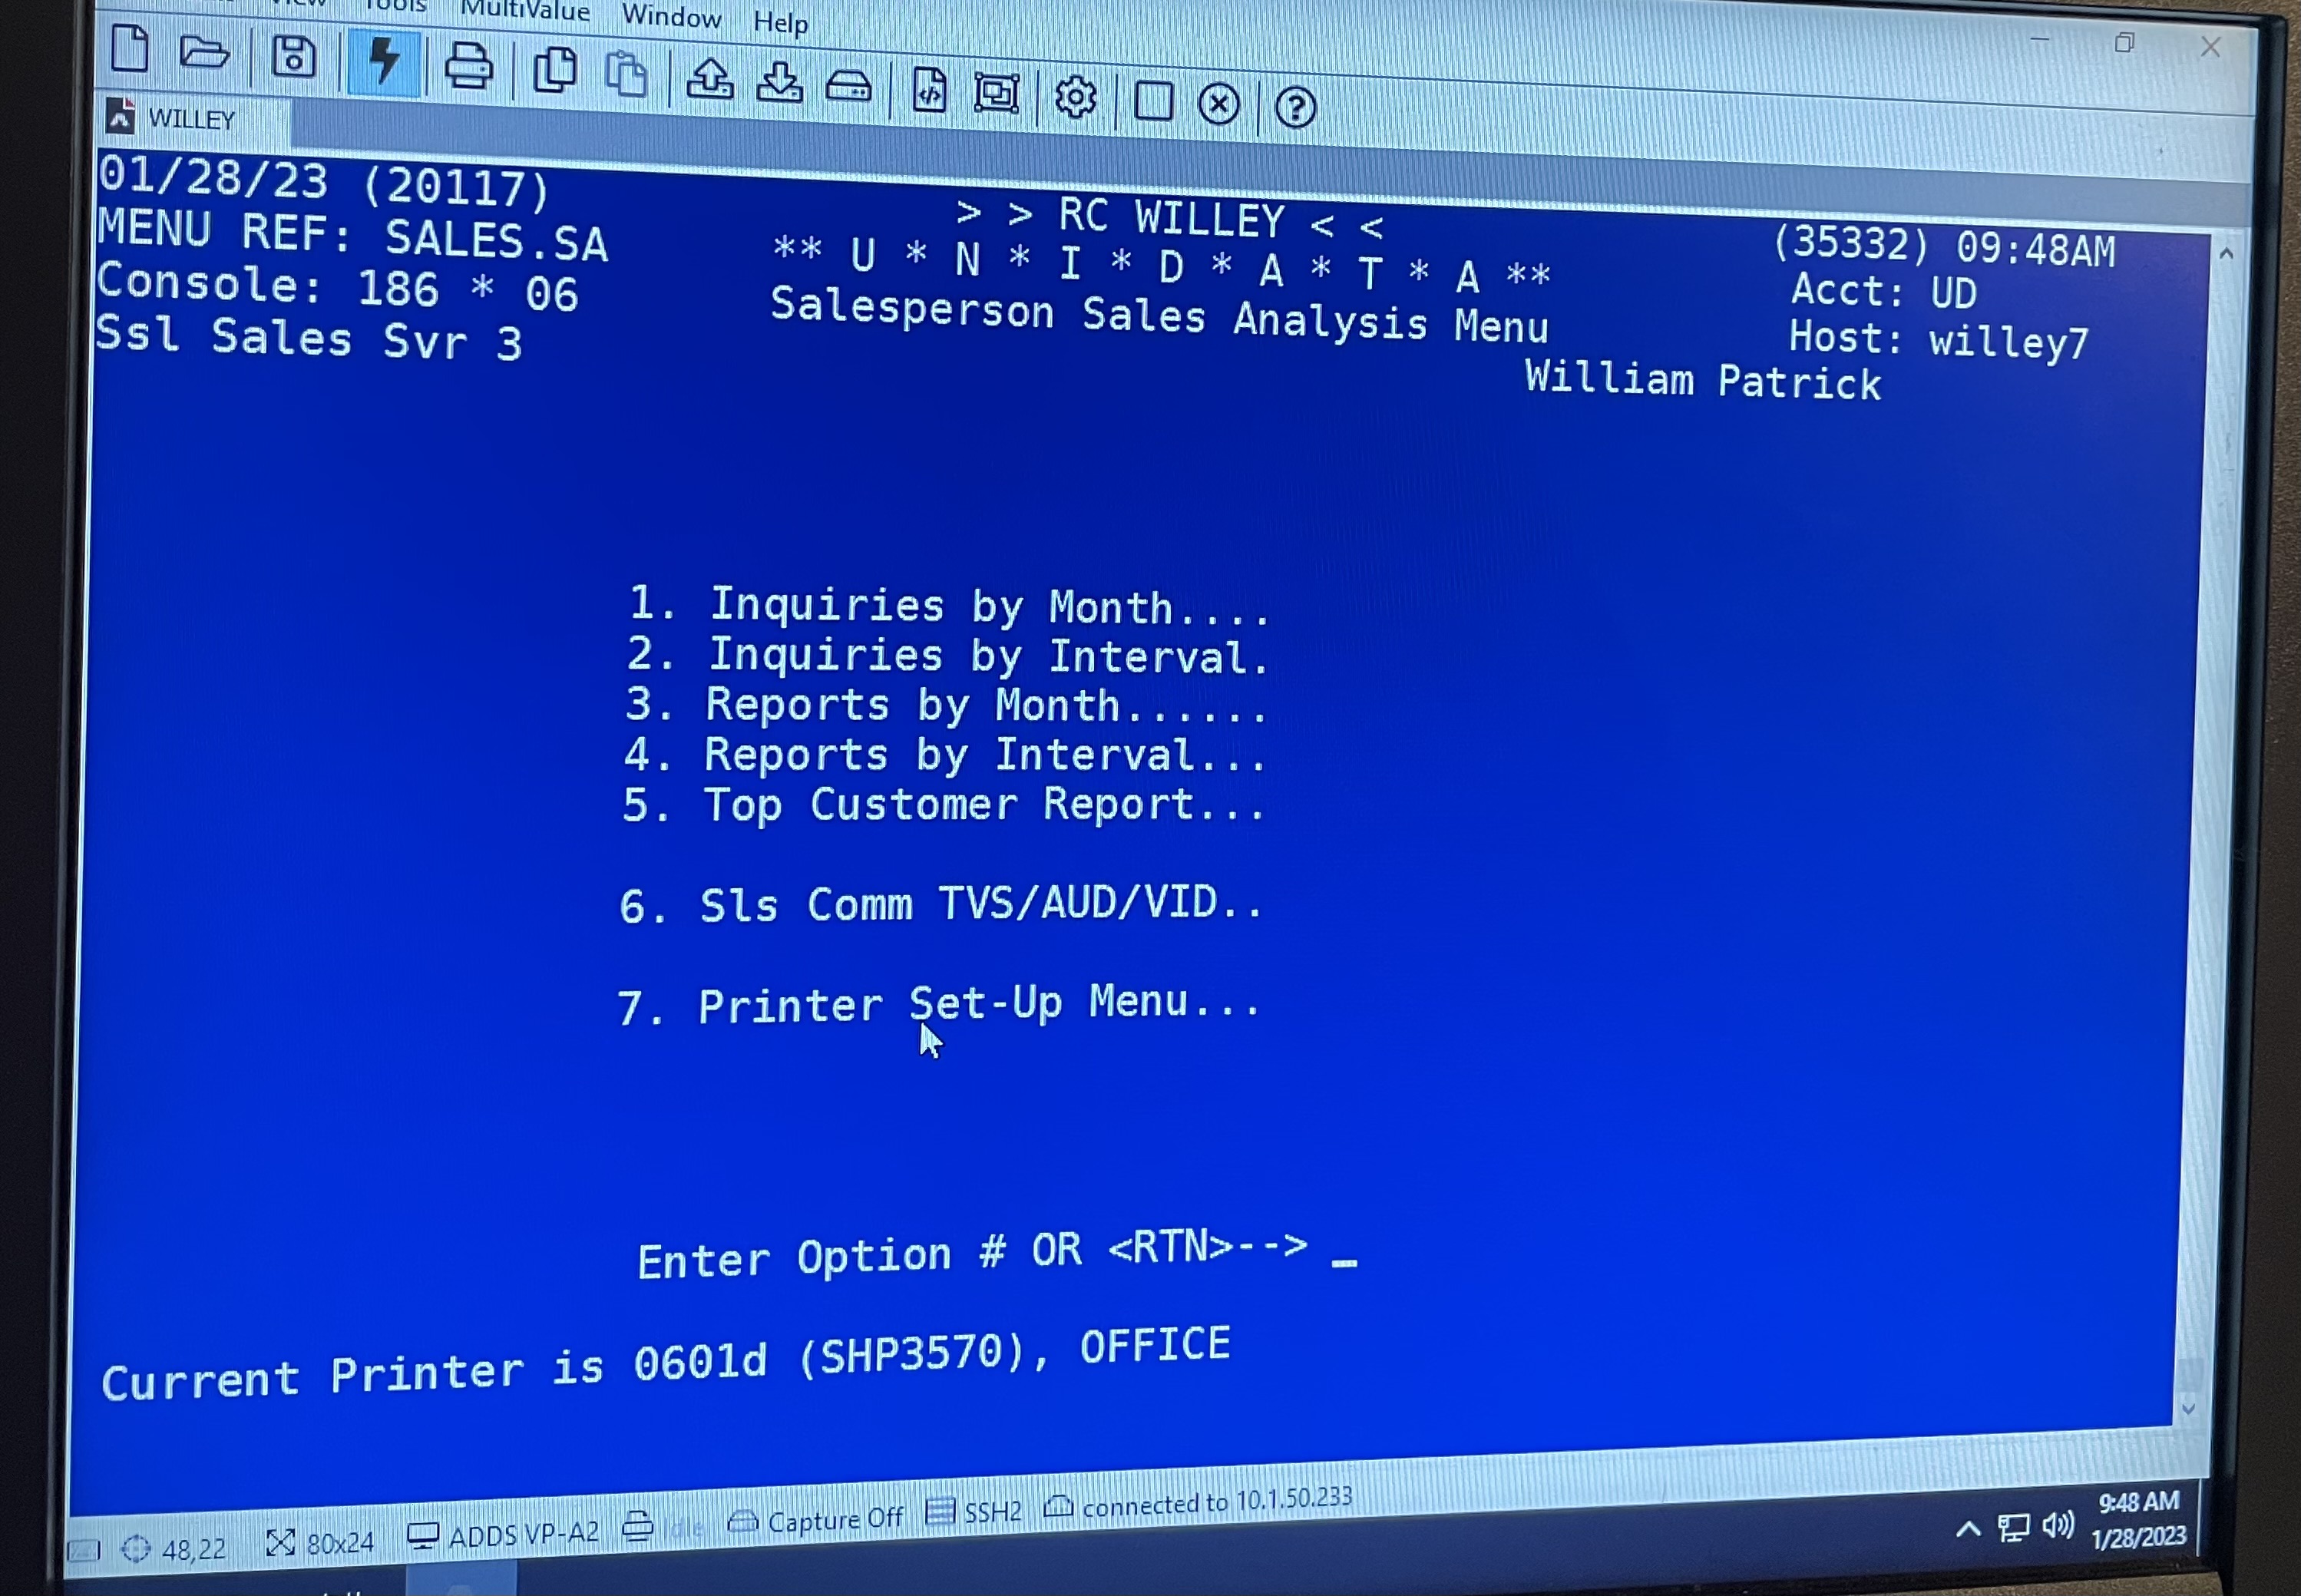 Tools MultiValue Window Help
WILLEY
01/28/23 (20117)
> > RC WILLEY < <
(35332) 09:48AM
MENU REF: SALES.SA
** U * N * I * D * A * T * A **
Acct: UD
Console: 186 * 06
Salesperson Sales Analysis Menu
Host: willey7
Ssl Sales Svr 3
William Patrick
1. Inquiries by Month....
2. Inquiries by Interval.
3. Reports by Month......
4. Reports by Interval...
5. Top Customer Report...
6. Sls Comm TVS/AUD/VID..
7. Printer Set-Up Menu...
Enter Option # OR <RTN>--> _
Current Printer is 0601d (SHP3570), OFFICE
48,22 80x24 ADDS VP-A2 Idle Capture Off SSH2 connected to 10.1.50.233
9:48 AM
1/28/2023